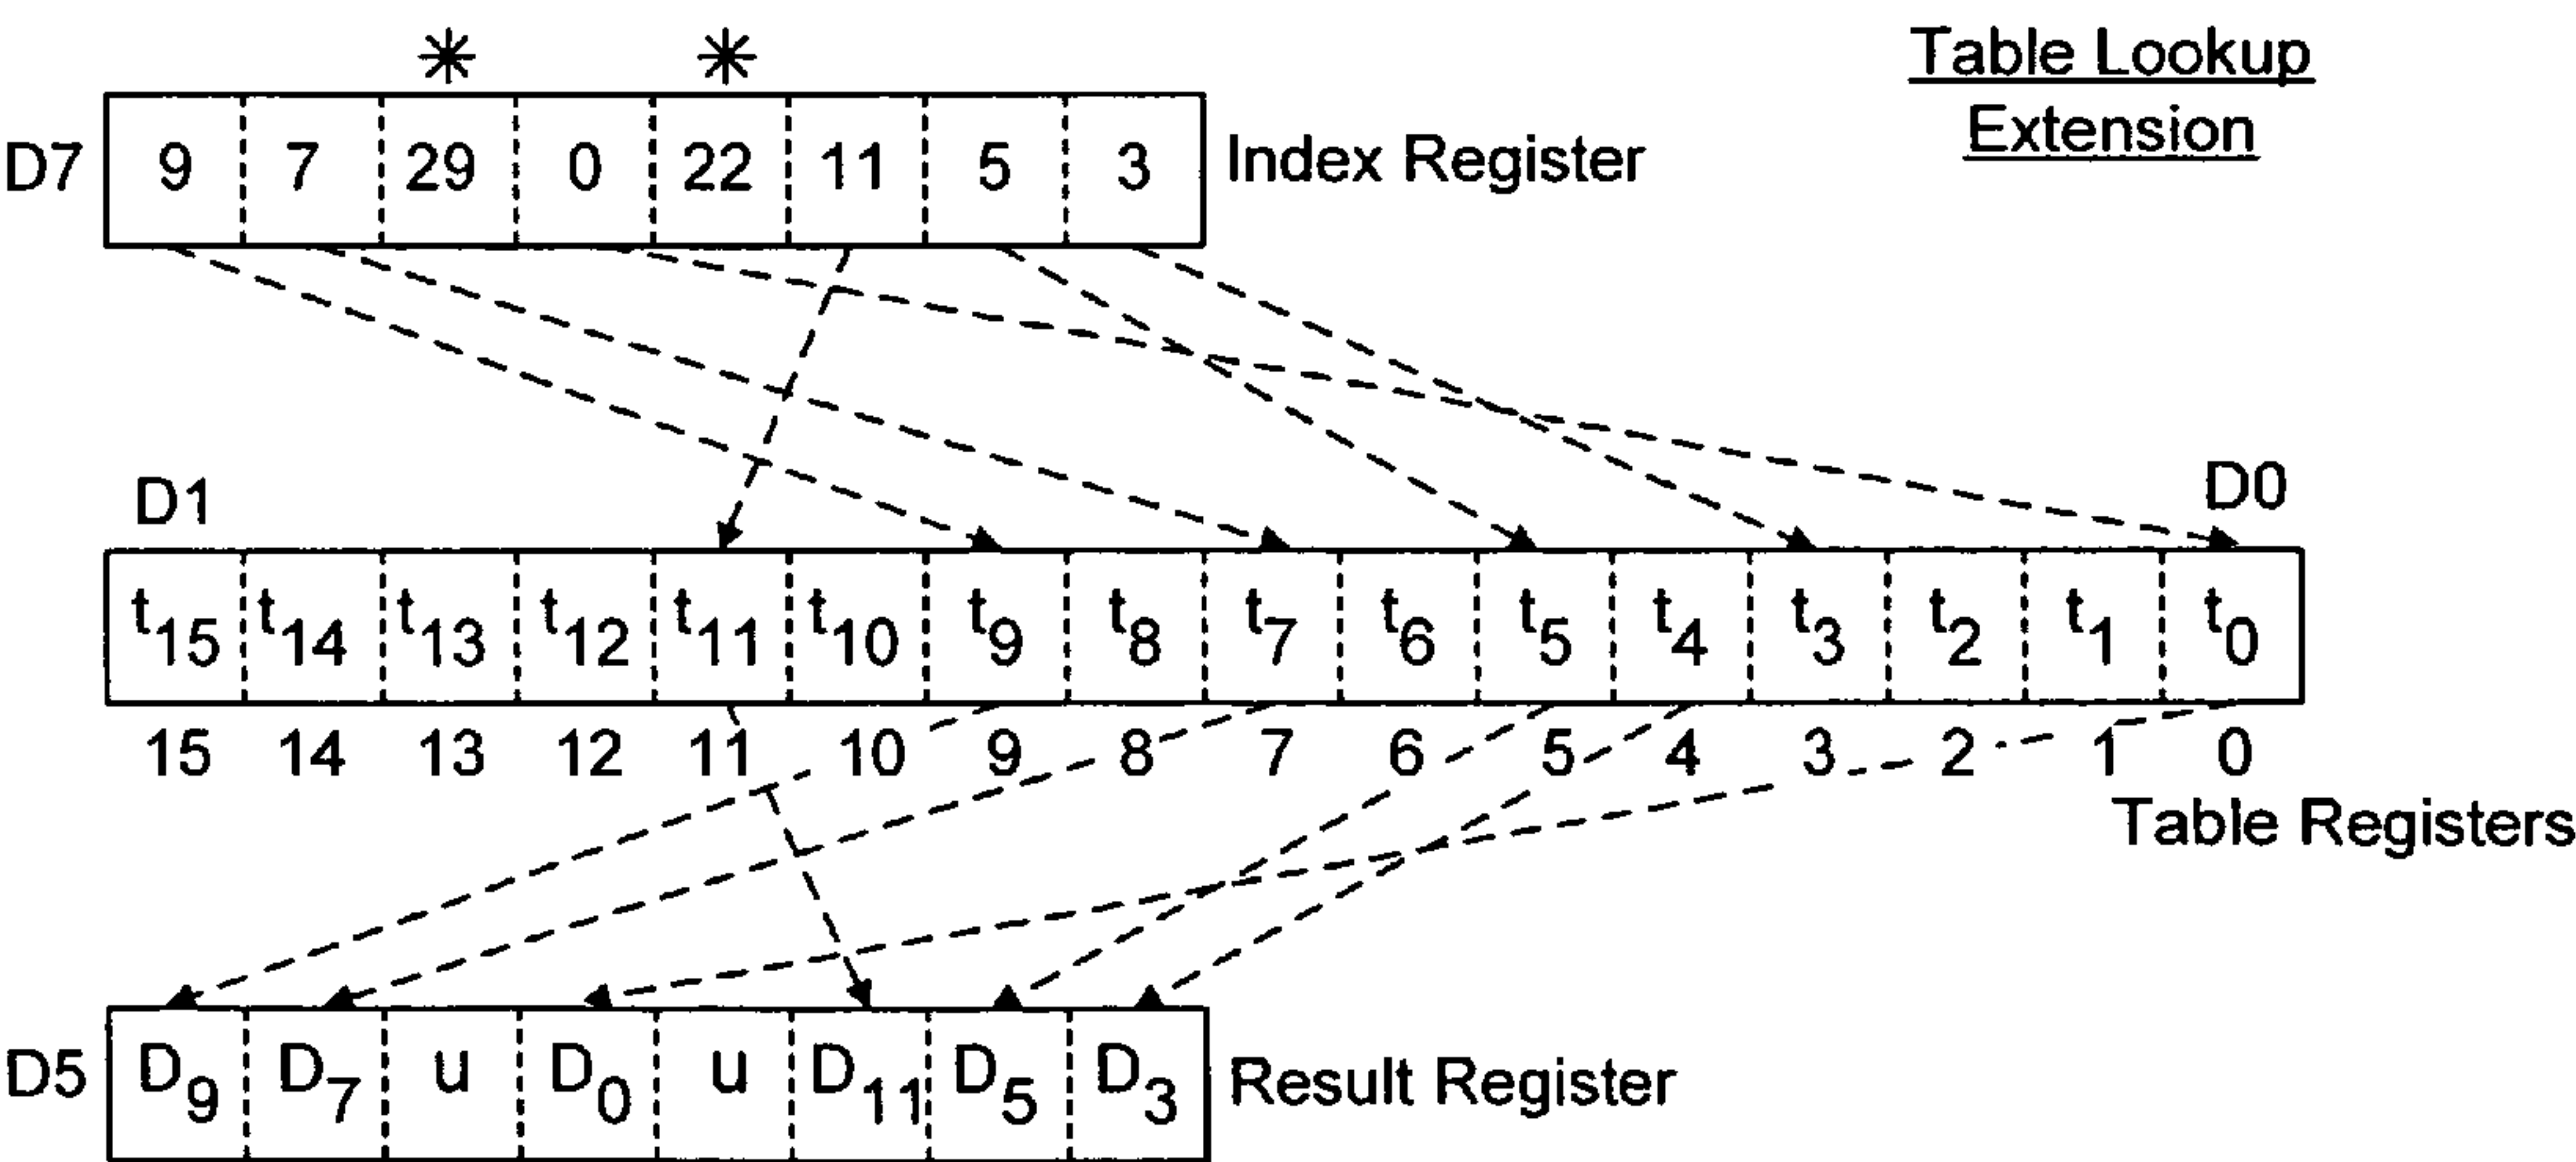 * *
Table Lookup
Extension
D7 9 7 29 0 22 11 5 3 Index Register
D1 D0
t15 t14 t13 t12 t11 t10 t9 t8 t7 t6 t5 t4 t3 t2 t1 t0
15 14 13 12 11 10 9 8 7 6 5 4 3 2 1 0
Table Registers
D5 D9 D7 u D0 u D11 D5 D3 Result Register